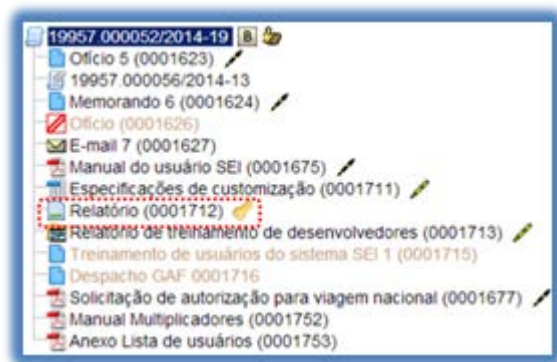 19957.000052/2014-19 B
Ofício 5 (0001623)
19957.000056/2014-13
Memorando 6 (0001624)
Ofício (0001626)
E-mail 7 (0001627)
Manual do usuário SEI (0001675)
Especificações de customização (0001711)
Relatório (0001712)
Relatório de treinamento de desenvolvedores (0001713)
Treinamento de usuários do sistema SEI 1 (0001715)
Despacho GAF 0001716
Solicitação de autorização para viagem nacional (0001677)
Manual Multiplicadores (0001752)
Anexo Lista de usuários (0001753)